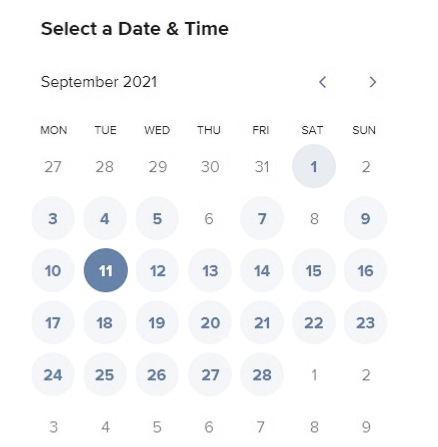 Select a Date & Time
September 2021
MON TUE WED THU FRI SAT SUN
27 28 29 30 31 1 2
3 4 5 6 7 8 9
10 11 12 13 14 15 16
17 18 19 20 21 22 23
24 25 26 27 28 1 2
3 4 5 6 7 8 9